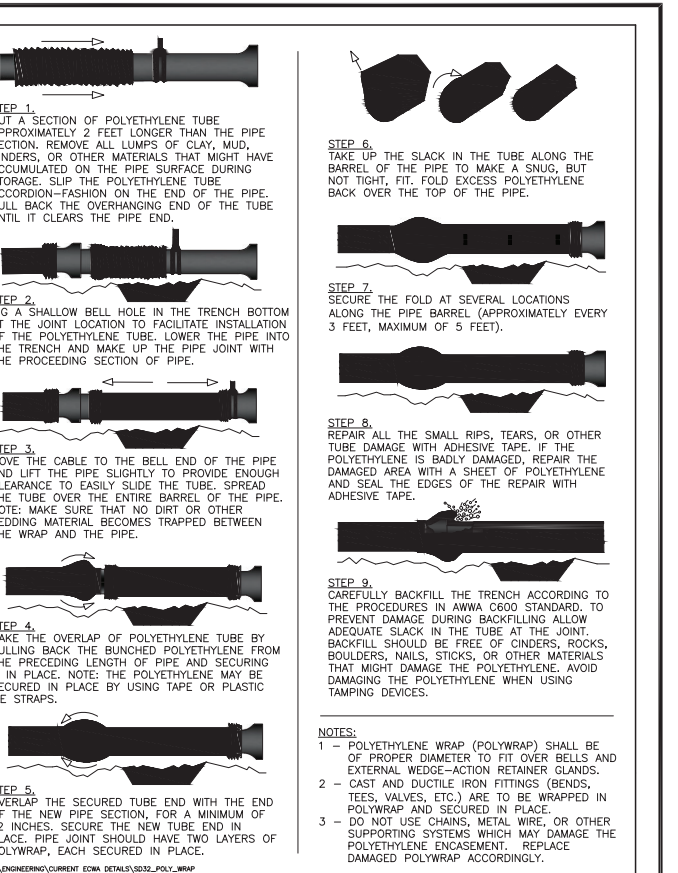 TEP 1.
UT A SECTION OF POLYETHYLENE TUBE
PPROXIMATELY 2 FEET LONGER THAN THE PIPE
ECTION. REMOVE ALL LUMPS OF CLAY, MUD,
INDERS, OR OTHER MATERIALS THAT MIGHT HAVE
CCUMULATED ON THE PIPE SURFACE DURING
TORAGE. SLIP THE POLYETHYLENE TUBE
CCORDION-FASHION ON THE END OF THE PIPE.
ULL BACK THE OVERHANGING END OF THE TUBE
NTIL IT CLEARS THE PIPE END.
TEP 2.
IG A SHALLOW BELL HOLE IN THE TRENCH BOTTOM
T THE JOINT LOCATION TO FACILITATE INSTALLATION
F THE POLYETHYLENE TUBE. LOWER THE PIPE INTO
HE TRENCH AND MAKE UP THE PIPE JOINT WITH
HE PROCEEDING SECTION OF PIPE.
TEP 3.
OVE THE CABLE TO THE BELL END OF THE PIPE
ND LIFT THE PIPE SLIGHTLY TO PROVIDE ENOUGH
LEARANCE TO EASILY SLIDE THE TUBE. SPREAD
HE TUBE OVER THE ENTIRE BARREL OF THE PIPE.
OTE: MAKE SURE THAT NO DIRT OR OTHER
EDDING MATERIAL BECOMES TRAPPED BETWEEN
HE WRAP AND THE PIPE.
TEP 4.
AKE THE OVERLAP OF POLYETHYLENE TUBE BY
ULLING BACK THE BUNCHED POLYETHYLENE FROM
HE PRECEDING LENGTH OF PIPE AND SECURING
IN PLACE. NOTE: THE POLYETHYLENE MAY BE
ECURED IN PLACE BY USING TAPE OR PLASTIC
E STRAPS.
TEP 5.
VERLAP THE SECURED TUBE END WITH THE END
F THE NEW PIPE SECTION, FOR A MINIMUM OF
2 INCHES. SECURE THE NEW TUBE END IN
LACE. PIPE JOINT SHOULD HAVE TWO LAYERS OF
OLYWRAP, EACH SECURED IN PLACE.
\ENGINEERING\CURRENT ECWA DETAILS\SD32_POLY_WRAP
STEP 6.
TAKE UP THE SLACK IN THE TUBE ALONG THE
BARREL OF THE PIPE TO MAKE A SNUG, BUT
NOT TIGHT, FIT. FOLD EXCESS POLYETHYLENE
BACK OVER THE TOP OF THE PIPE.
STEP 7.
SECURE THE FOLD AT SEVERAL LOCATIONS
ALONG THE PIPE BARREL (APPROXIMATELY EVERY
3 FEET, MAXIMUM OF 5 FEET).
STEP 8.
REPAIR ALL THE SMALL RIPS, TEARS, OR OTHER
TUBE DAMAGE WITH ADHESIVE TAPE. IF THE
POLYETHYLENE IS BADLY DAMAGED, REPAIR THE
DAMAGED AREA WITH A SHEET OF POLYETHYLENE
AND SEAL THE EDGES OF THE REPAIR WITH
ADHESIVE TAPE.
STEP 9.
CAREFULLY BACKFILL THE TRENCH ACCORDING TO
THE PROCEDURES IN AWWA C600 STANDARD. TO
PREVENT DAMAGE DURING BACKFILLING ALLOW
ADEQUATE SLACK IN THE TUBE AT THE JOINT.
BACKFILL SHOULD BE FREE OF CINDERS, ROCKS,
BOULDERS, NAILS, STICKS, OR OTHER MATERIALS
THAT MIGHT DAMAGE THE POLYETHYLENE. AVOID
DAMAGING THE POLYETHYLENE WHEN USING
TAMPING DEVICES.
NOTES:
1 - POLYETHYLENE WRAP (POLYWRAP) SHALL BE
OF PROPER DIAMETER TO FIT OVER BELLS AND
EXTERNAL WEDGE-ACTION RETAINER GLANDS.
2 - CAST AND DUCTILE IRON FITTINGS (BENDS,
TEES, VALVES, ETC.) ARE TO BE WRAPPED IN
POLYWRAP AND SECURED IN PLACE.
3 - DO NOT USE CHAINS, METAL WIRE, OR OTHER
SUPPORTING SYSTEMS WHICH MAY DAMAGE THE
POLYETHYLENE ENCASEMENT. REPLACE
DAMAGED POLYWRAP ACCORDINGLY.